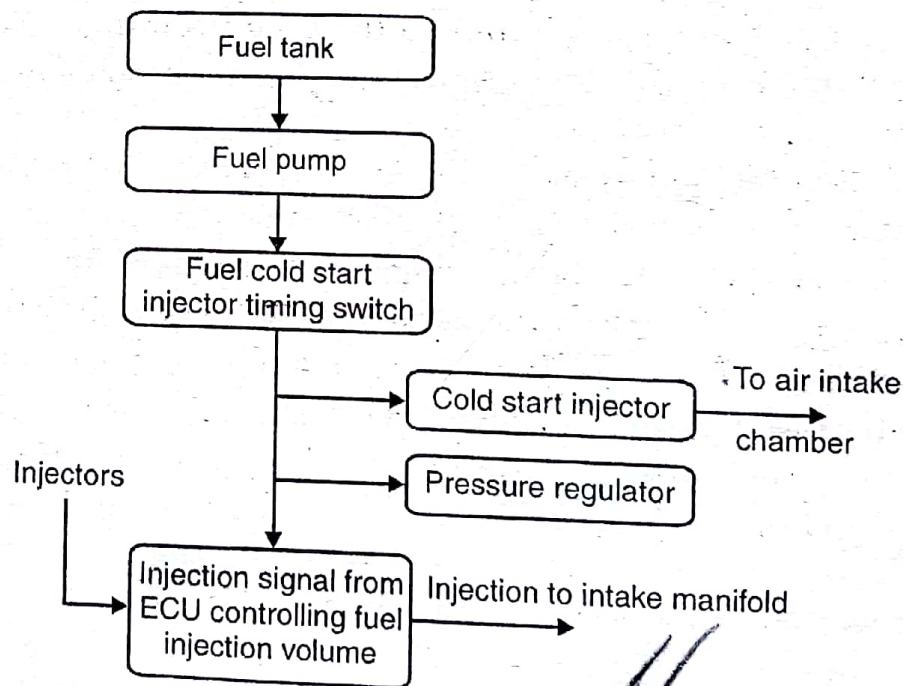 Fuel tank
Fuel pump
Fuel cold start
injector timing switch
Cold start injector
To air intake
chamber
Pressure regulator
Injectors
Injection signal from
ECU controlling fuel
injection volume
Injection to intake manifold